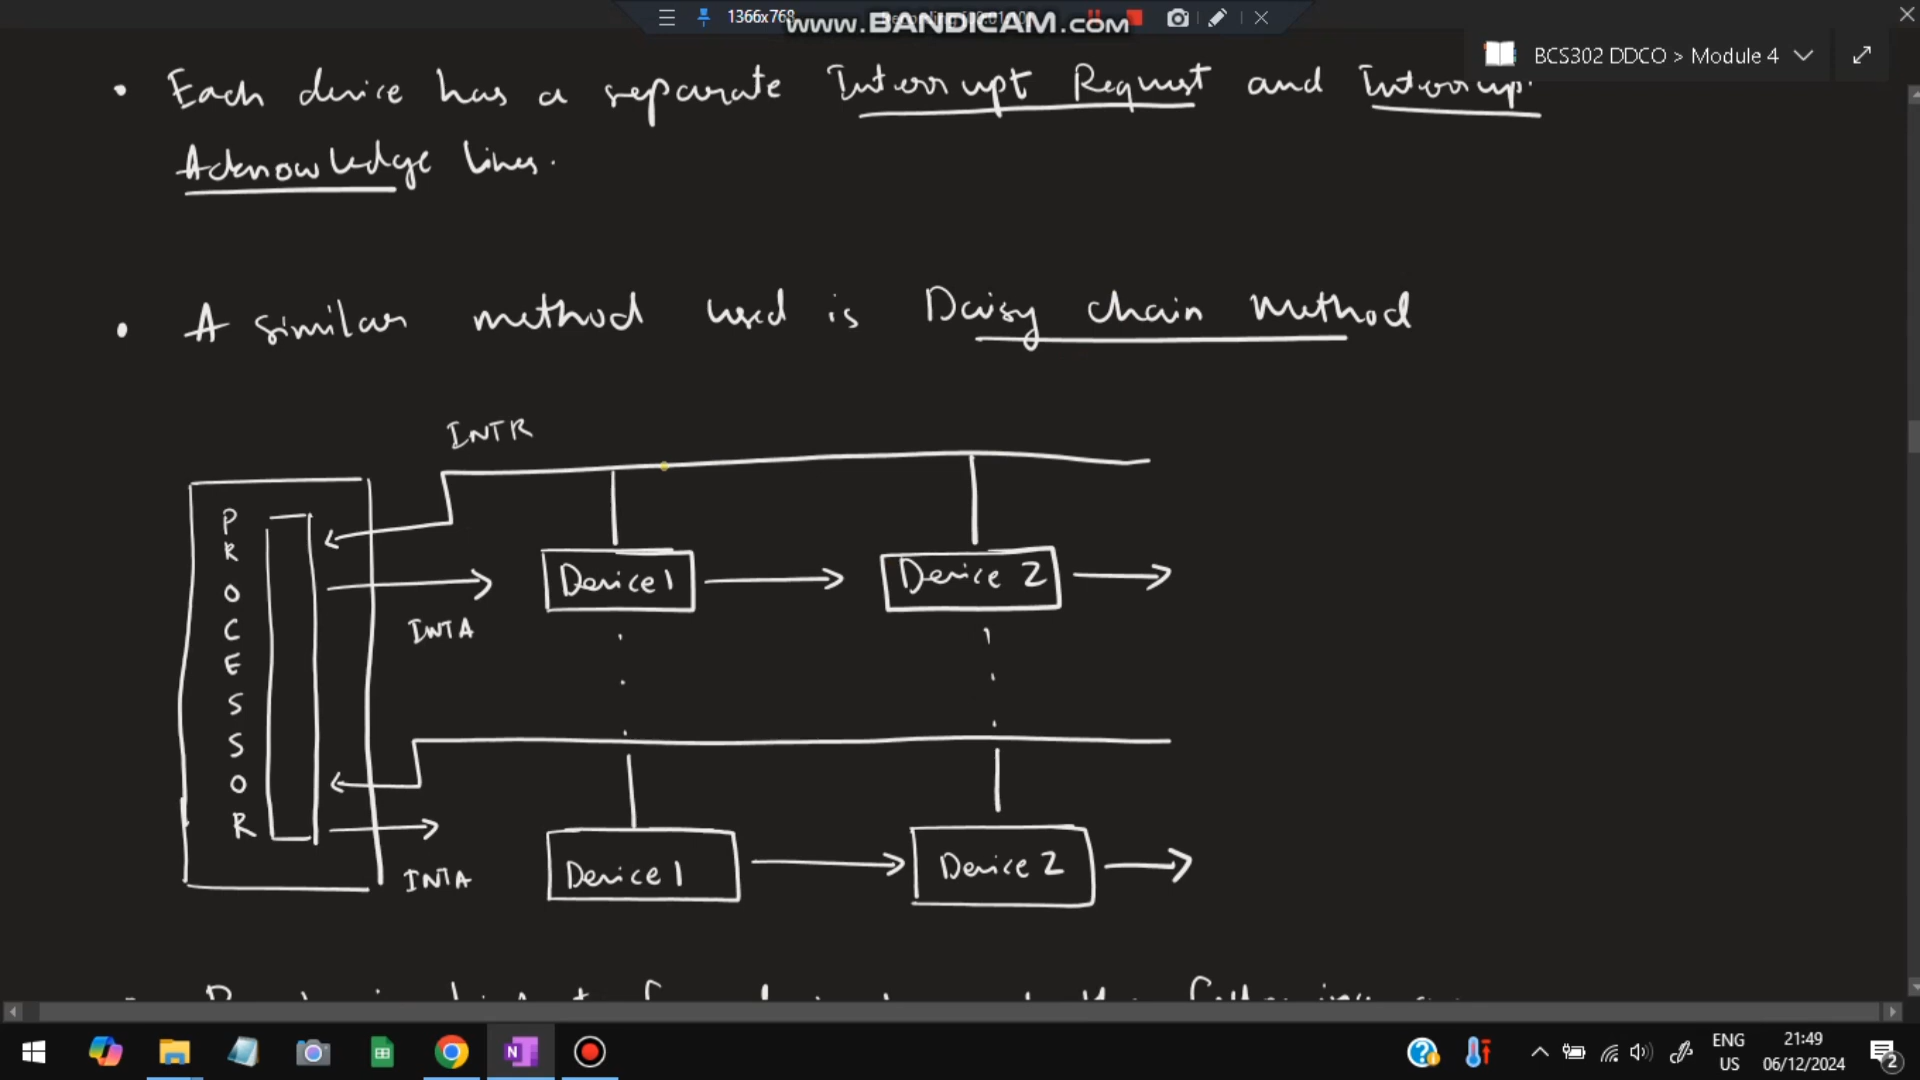 1366x768
www.BANDICAM.com
BCS302 DDCO > Module 4
• Each device has a separate Interrupt Request and Interrup
Acknowledge lines.
• A similar method used is Daisy chain Method
INTR
PROCESSOR
Device 1
Device 2
INTA
Device 1
Device 2
INTA
ENG
US
21:49
06/12/2024
2